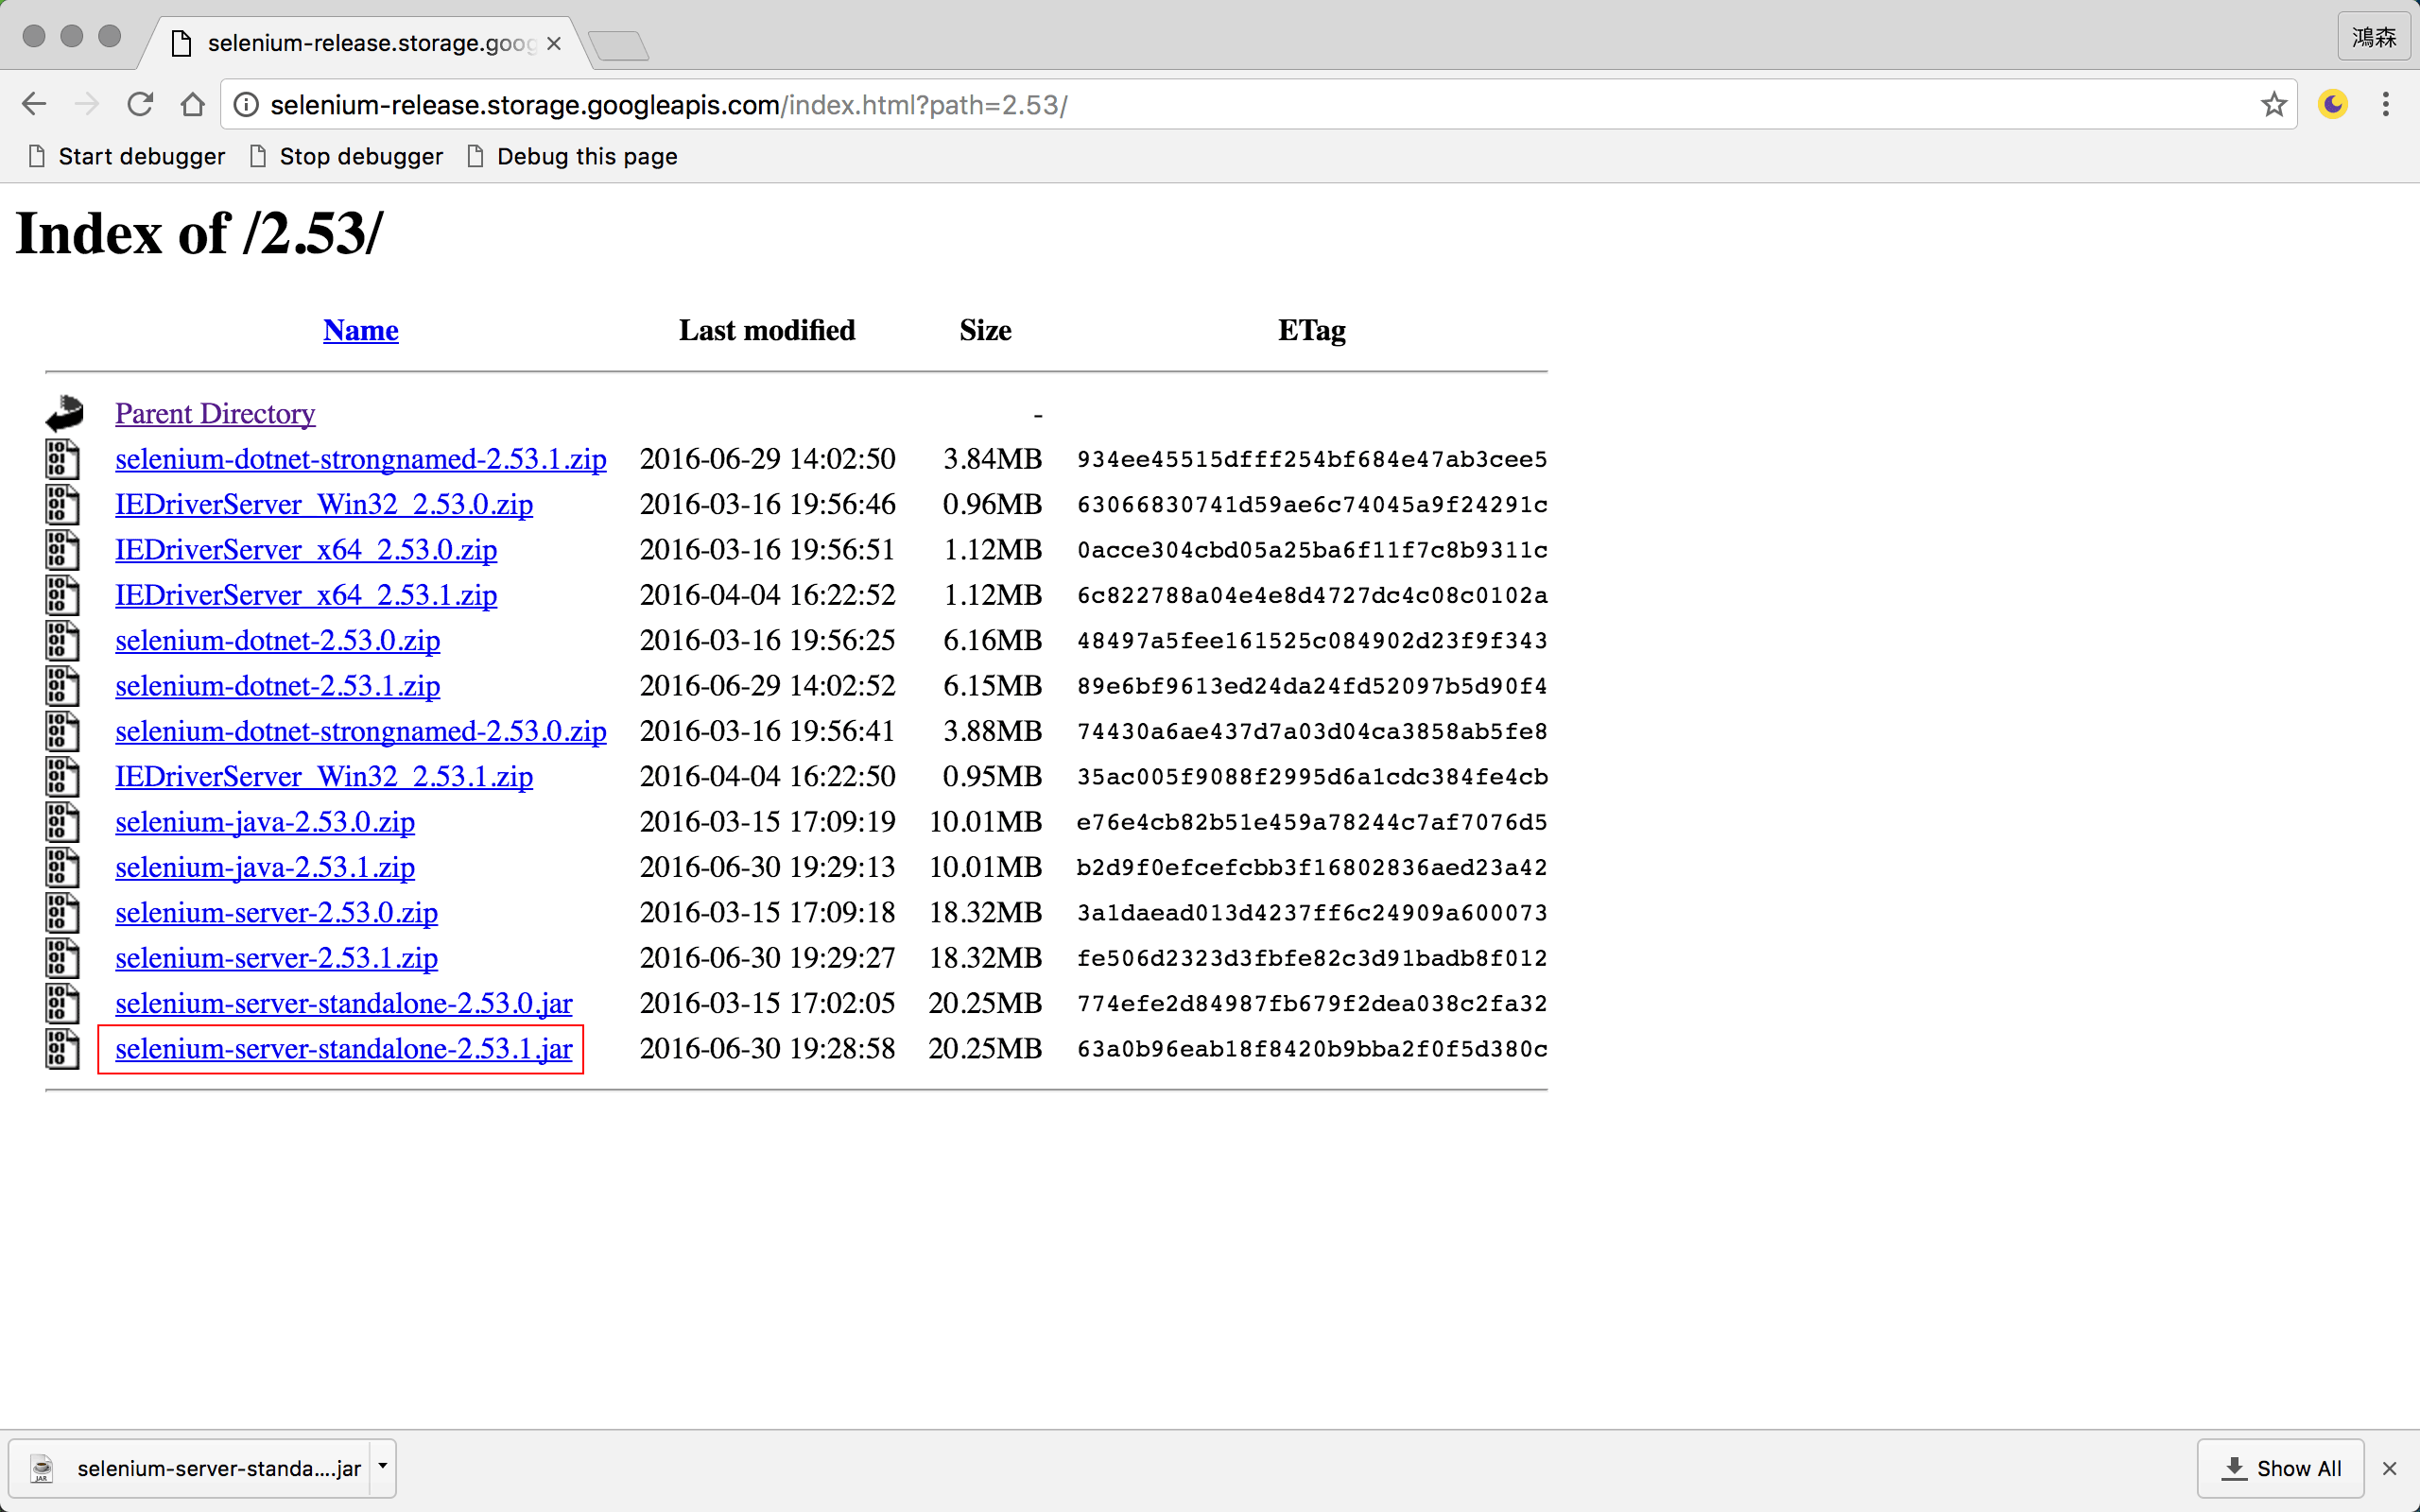 selenium-release.storage.goog
鴻森
selenium-release.storage.googleapis.com/index.html?path=2.53/
Start debugger Stop debugger Debug this page
Index of /2.53/
Name Last modified Size ETag
Parent Directory -
selenium-dotnet-strongnamed-2.53.1.zip 2016-06-29 14:02:50 3.84MB 934ee45515dfff254bf684e47ab3cee5
IEDriverServer_Win32_2.53.0.zip 2016-03-16 19:56:46 0.96MB 63066830741d59ae6c74045a9f24291c
IEDriverServer_x64_2.53.0.zip 2016-03-16 19:56:51 1.12MB 0acce304cbd05a25ba6f11f7c8b9311c
IEDriverServer_x64_2.53.1.zip 2016-04-04 16:22:52 1.12MB 6c822788a04e4e8d4727dc4c08c0102a
selenium-dotnet-2.53.0.zip 2016-03-16 19:56:25 6.16MB 48497a5fee161525c084902d23f9f343
selenium-dotnet-2.53.1.zip 2016-06-29 14:02:52 6.15MB 89e6bf9613ed24da24fd52097b5d90f4
selenium-dotnet-strongnamed-2.53.0.zip 2016-03-16 19:56:41 3.88MB 74430a6ae437d7a03d04ca3858ab5fe8
IEDriverServer_Win32_2.53.1.zip 2016-04-04 16:22:50 0.95MB 35ac005f9088f2995d6a1cdc384fe4cb
selenium-java-2.53.0.zip 2016-03-15 17:09:19 10.01MB e76e4cb82b51e459a78244c7af7076d5
selenium-java-2.53.1.zip 2016-06-30 19:29:13 10.01MB b2d9f0efcefcbb3f16802836aed23a42
selenium-server-2.53.0.zip 2016-03-15 17:09:18 18.32MB 3a1daead013d4237ff6c24909a600073
selenium-server-2.53.1.zip 2016-06-30 19:29:27 18.32MB fe506d2323d3fbfe82c3d91badb8f012
selenium-server-standalone-2.53.0.jar 2016-03-15 17:02:05 20.25MB 774efe2d84987fb679f2dea038c2fa32
selenium-server-standalone-2.53.1.jar 2016-06-30 19:28:58 20.25MB 63a0b96eab18f8420b9bba2f0f5d380c
selenium-server-standa....jar Show All